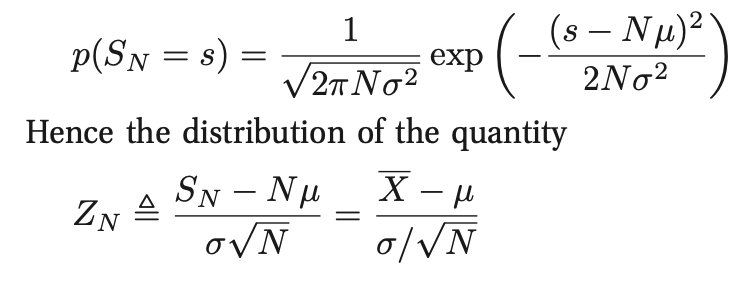 p(S_N = s) = \frac{1}{\sqrt{2\pi N\sigma^2}} \exp\left(-\frac{(s - N\mu)^2}{2N\sigma^2}\right)
Hence the distribution of the quantity
Z_N \triangleq \frac{S_N - N\mu}{\sigma\sqrt{N}} = \frac{\overline{X} - \mu}{\sigma/\sqrt{N}}